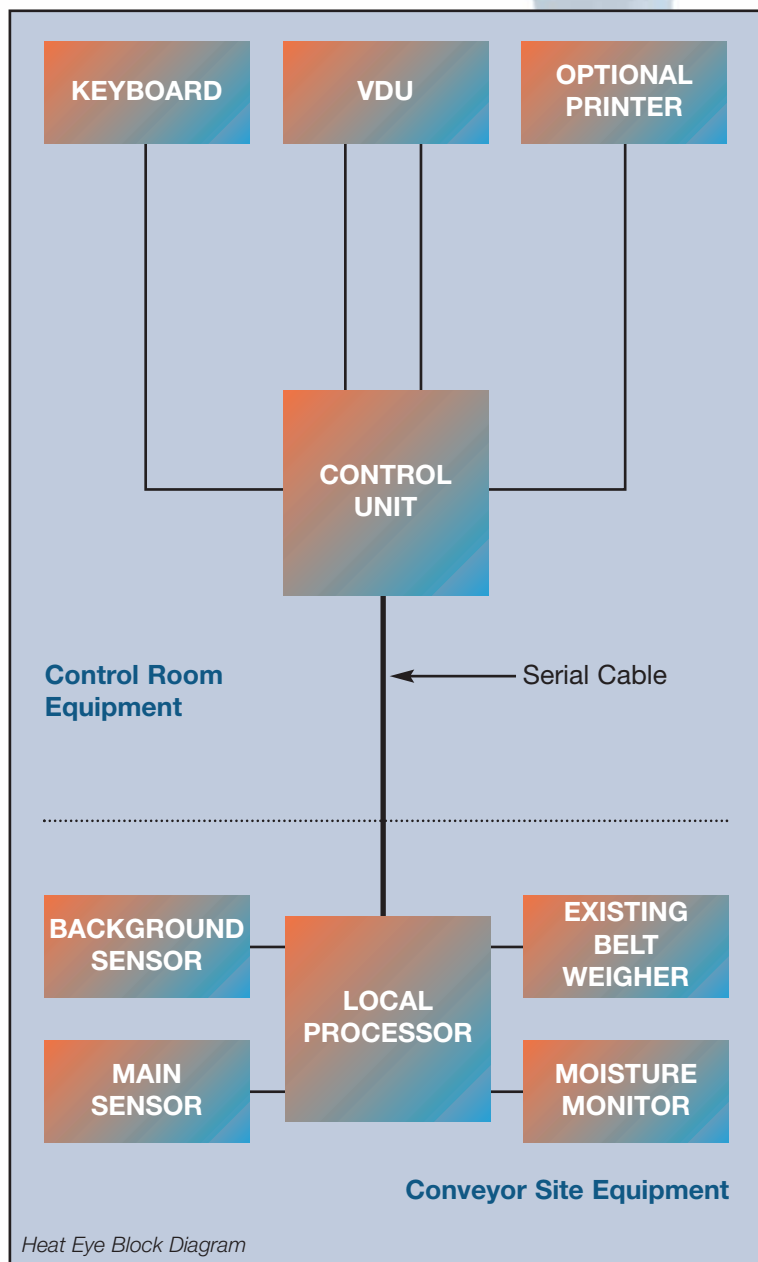 KEYBOARD
VDU
OPTIONAL
PRINTER
CONTROL
UNIT
Control Room
Equipment
Serial Cable
BACKGROUND
SENSOR
EXISTING
BELT
WEIGHER
LOCAL
PROCESSOR
MAIN
SENSOR
MOISTURE
MONITOR
Conveyor Site Equipment
Heat Eye Block Diagram